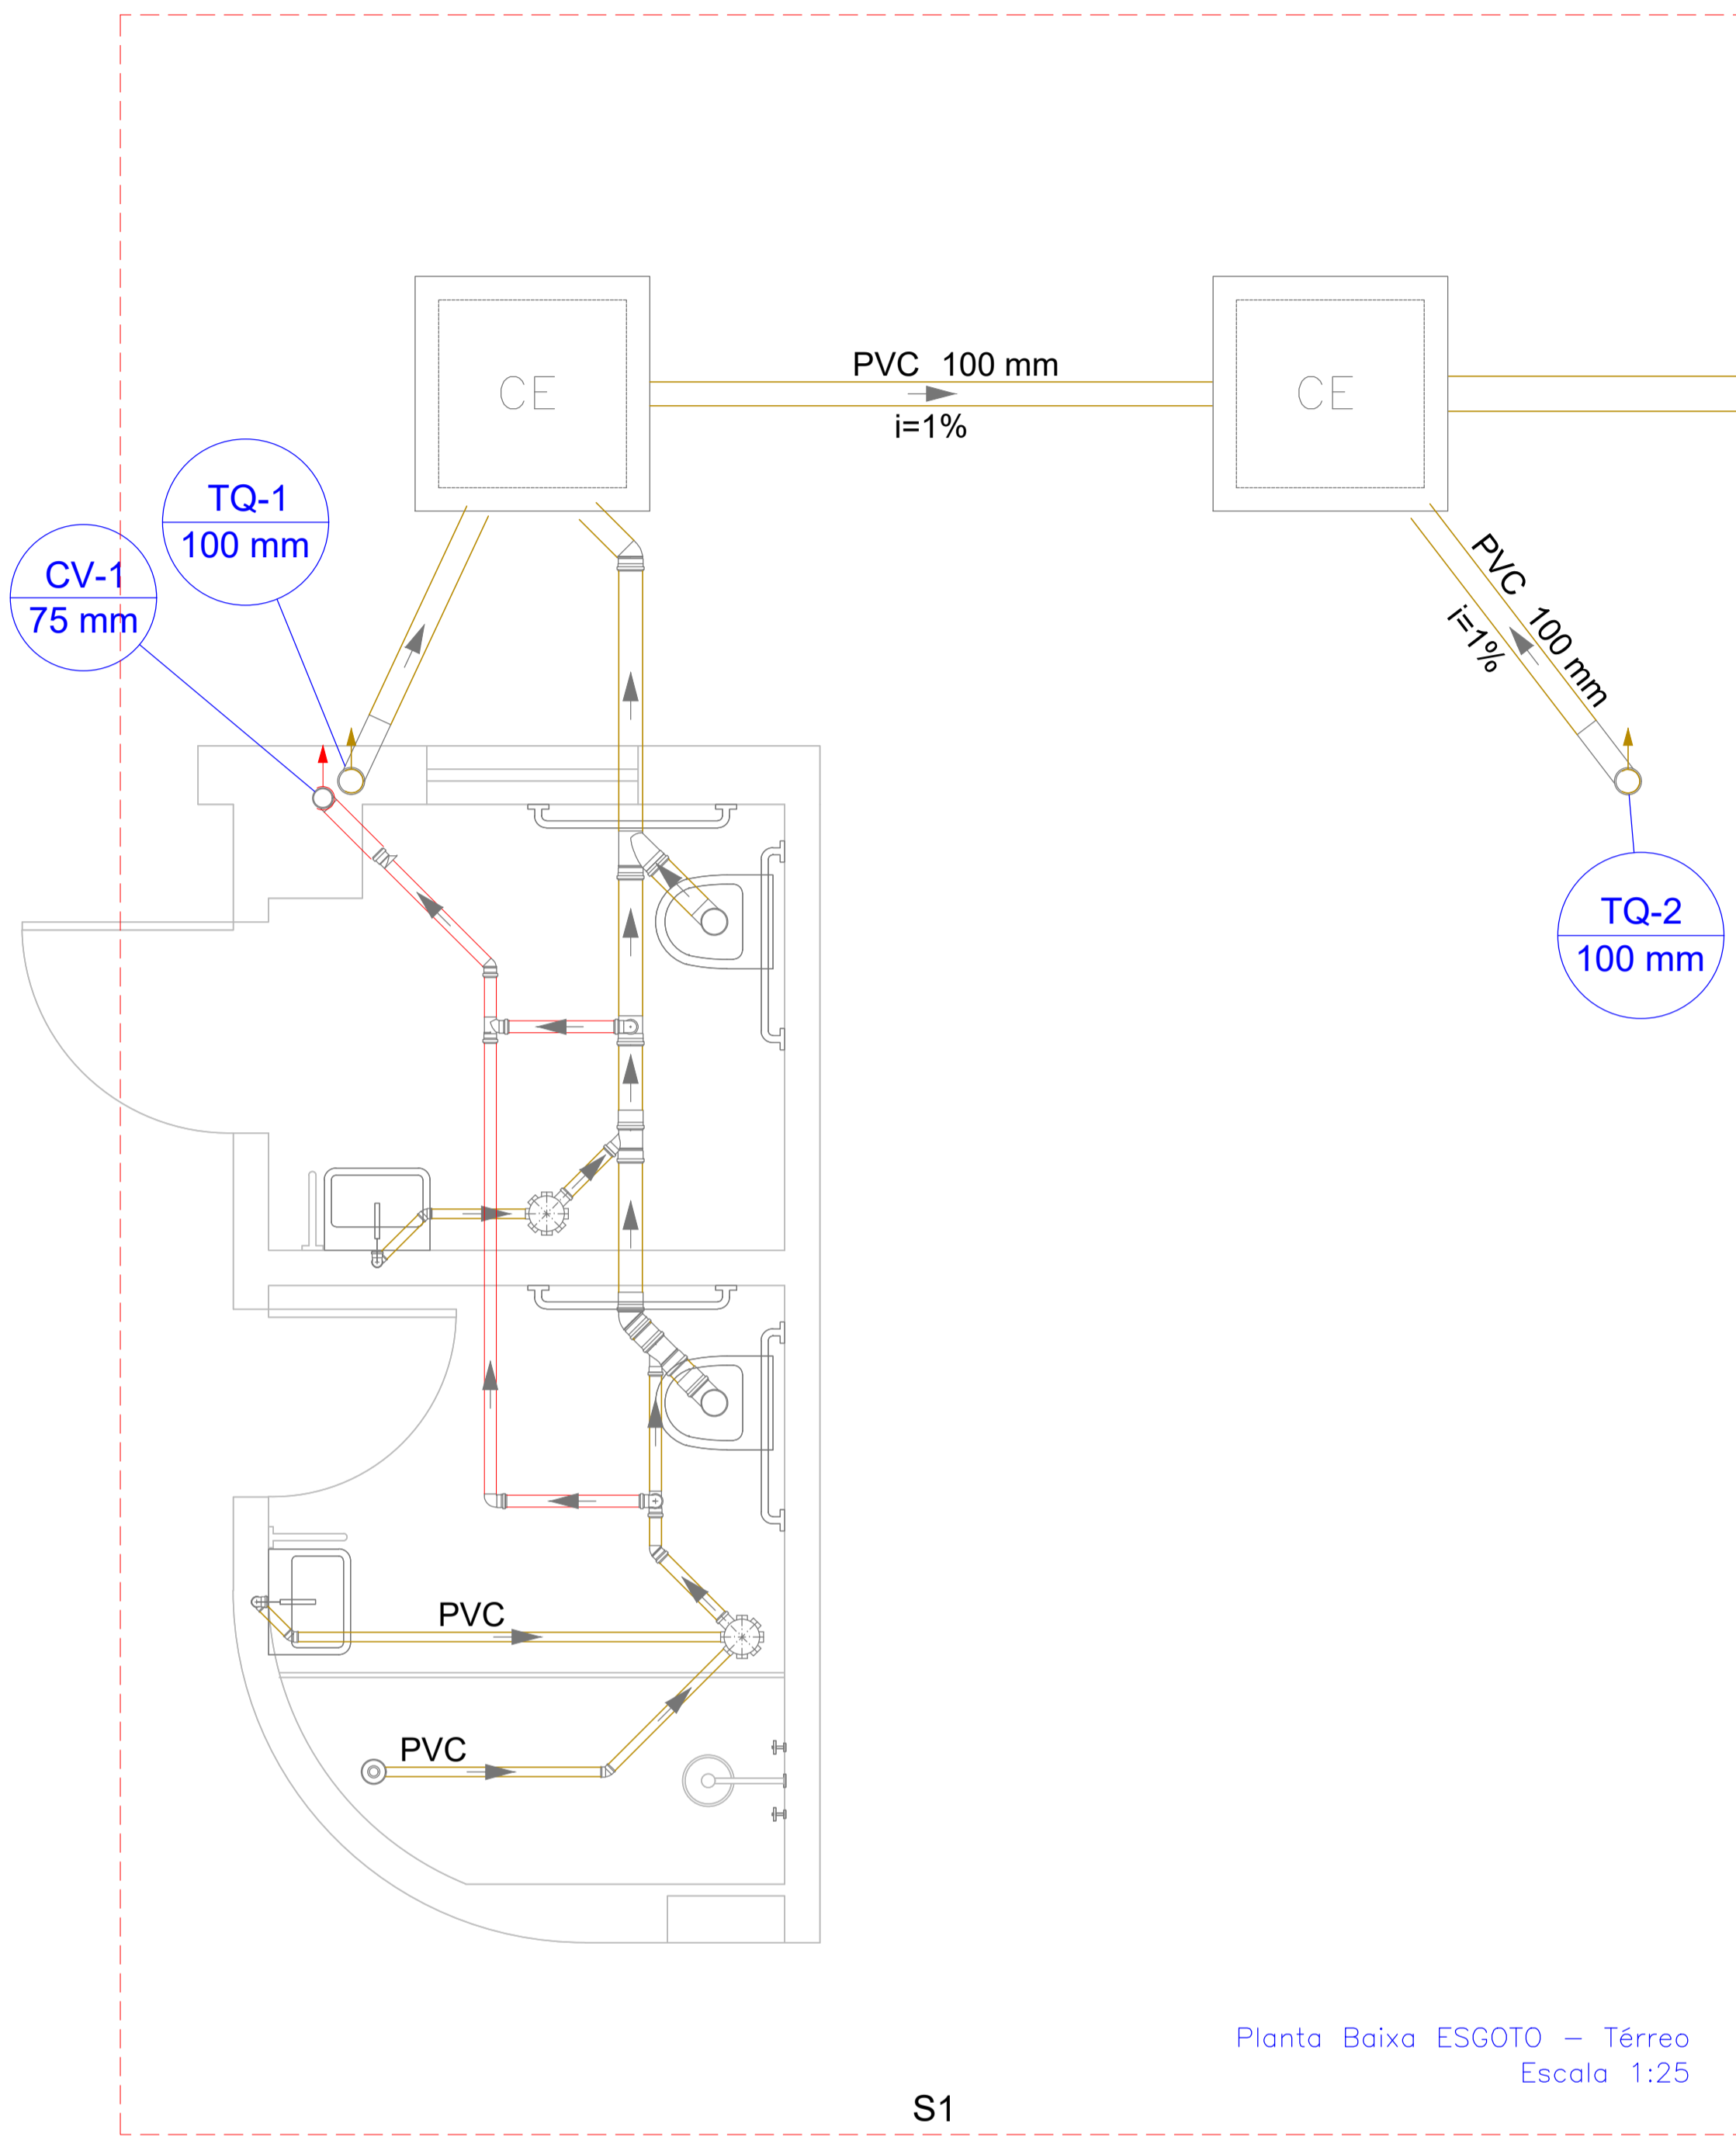 CE
PVC 100 mm
i=1%
CE
TQ-1
100 mm
CV-1
75 mm
PVC 100 mm
i=1%
TQ-2
100 mm
PVC
PVC
Planta Baixa ESGOTO – Térreo
Escala 1:25
S1